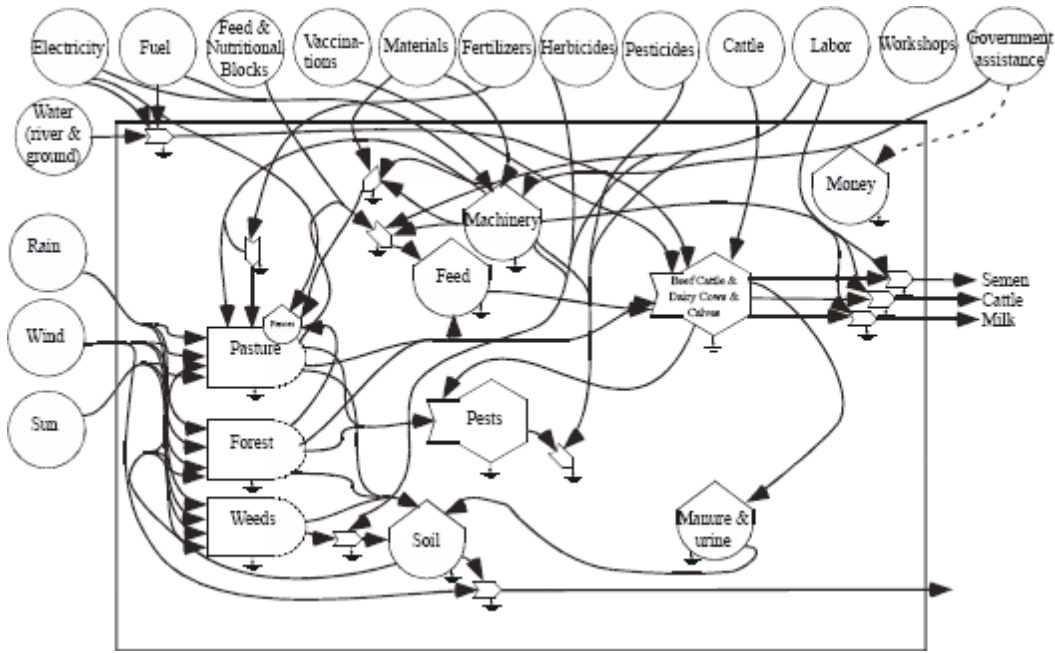 Electricity
Fuel
Feed &
Nutritional
Blocks
Vaccina-
tions
Materials
Fertilizers
Herbicides
Pesticides
Cattle
Labor
Workshops
Government
assistance
Water
(river &
ground)
Money
Machinery
Rain
Feed
Beef Cattle &
Dairy Cows &
Calves
Semen
Cattle
Milk
Fences
Wind
Pasture
Sun
Pests
Forest
Weeds
Soil
Manure &
urine